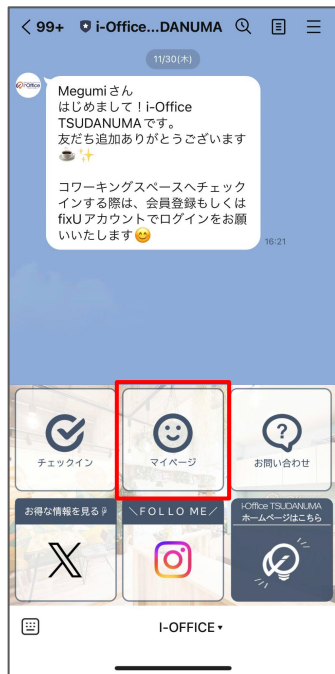 99+ i-Office...DANUMA
11/30(木)
i-Office
Megumiさん
はじめまして！i-Office
TSUDANUMAです。
友だち追加ありがとうございます
☕✨
コワーキングスペースへチェック
インする際は、会員登録もしくは
fixUアカウントでログインをお願
いいたします😊
16:21
チェックイン
マイページ
お問い合わせ
お得な情報を見る
＼FOLLO ME／
i-Office TSUDANUMA
ホームページはこちら
I-OFFICE▾